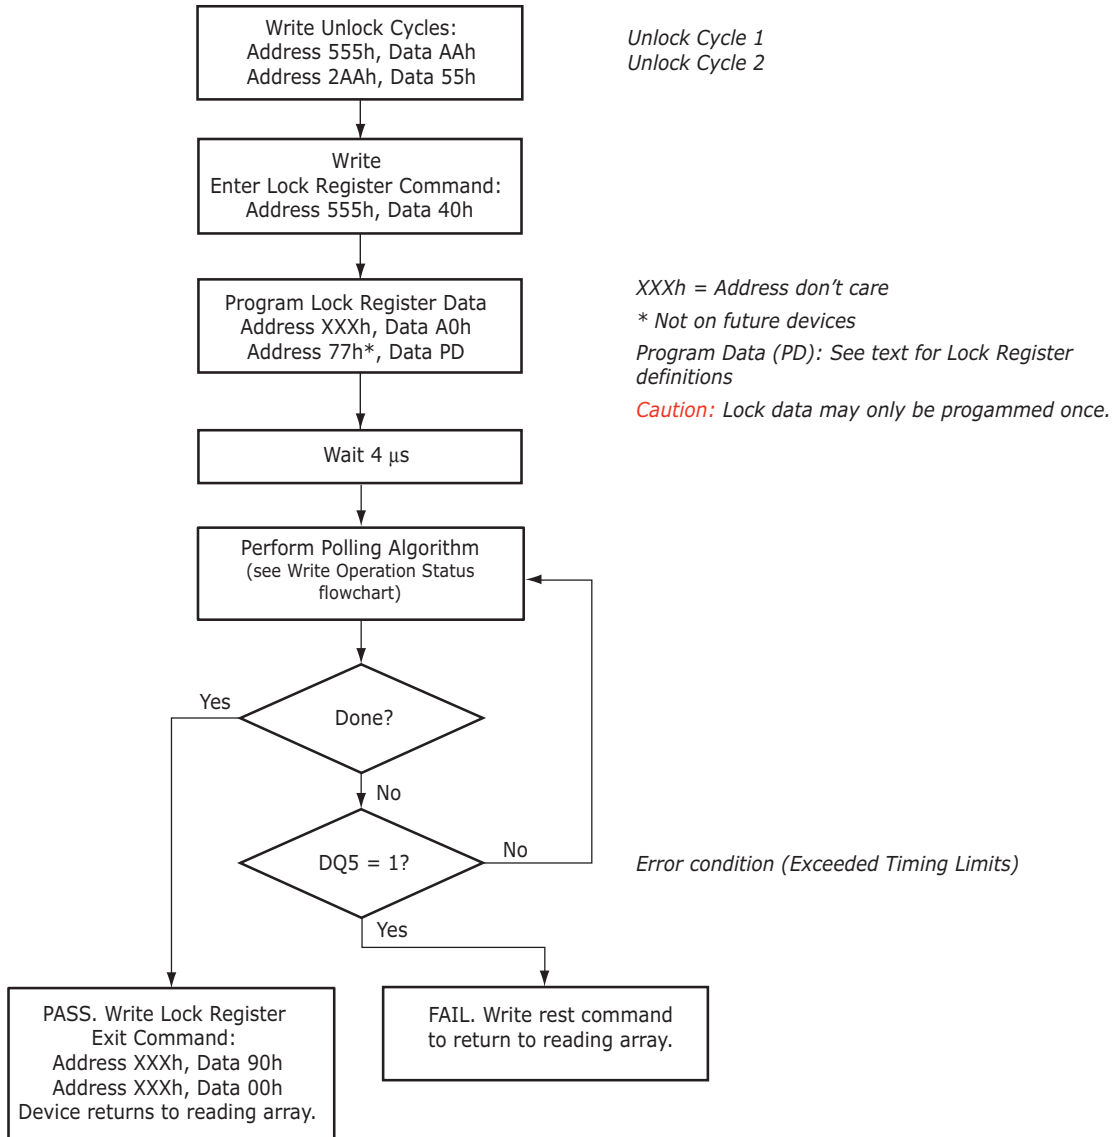 Write Unlock Cycles:
Address 555h, Data AAh
Address 2AAh, Data 55h
Unlock Cycle 1
Unlock Cycle 2
Write
Enter Lock Register Command:
Address 555h, Data 40h
Program Lock Register Data
Address XXXh, Data A0h
Address 77h*, Data PD
XXXh = Address don’t care
* Not on future devices
Program Data (PD): See text for Lock Register
definitions
Caution: Lock data may only be progammed once.
Wait 4 μs
Perform Polling Algorithm
(see Write Operation Status
flowchart)
Yes
Done?
No
DQ5 = 1?
No
Error condition (Exceeded Timing Limits)
Yes
PASS. Write Lock Register
Exit Command:
Address XXXh, Data 90h
Address XXXh, Data 00h
Device returns to reading array.
FAIL. Write rest command
to return to reading array.